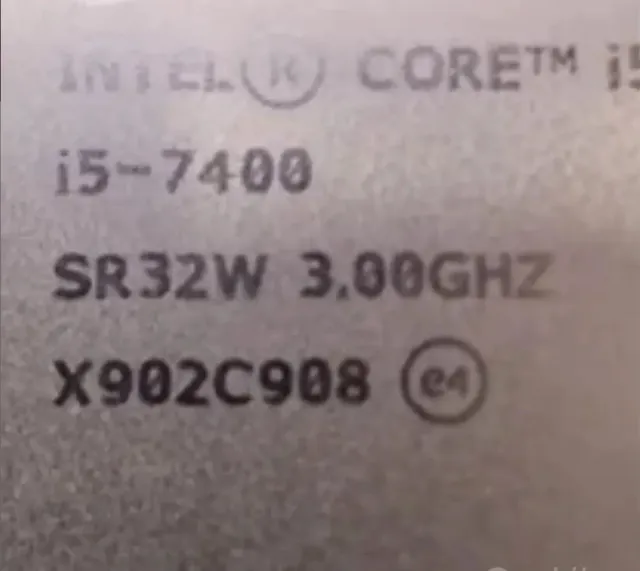 INTEL® CORE™ i5
i5-7400
SR32W 3.00GHZ
X902C908 e4